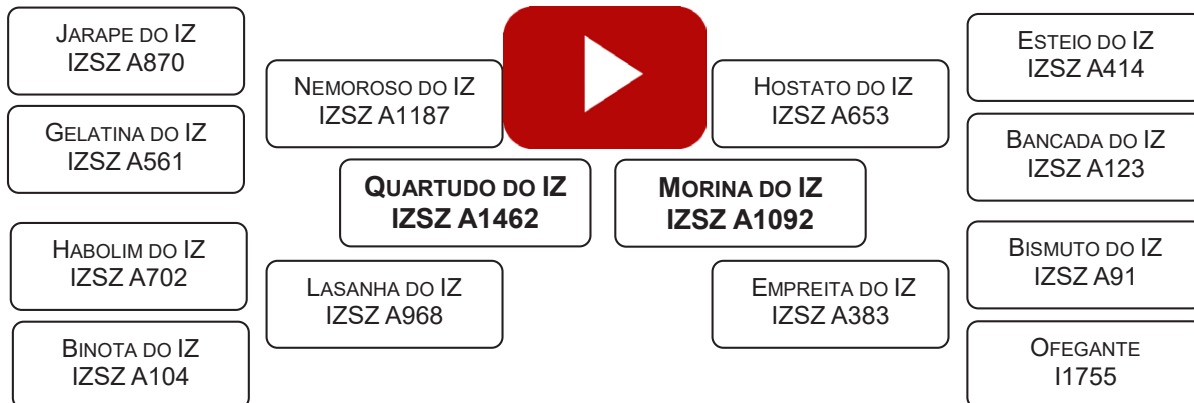 JARAPE DO IZ
IZSZ A870
GELATINA DO IZ
IZSZ A561
HABOLIM DO IZ
IZSZ A702
BINOTA DO IZ
IZSZ A104
NEMOROSO DO IZ
IZSZ A1187
LASANHA DO IZ
IZSZ A968
QUARTUDO DO IZ
IZSZ A1462
MORINA DO IZ
IZSZ A1092
HOSTATO DO IZ
IZSZ A653
EMPREITA DO IZ
IZSZ A383
ESTEIO DO IZ
IZSZ A414
BANCADA DO IZ
IZSZ A123
BISMUTO DO IZ
IZSZ A91
OFEGANTE
I1755